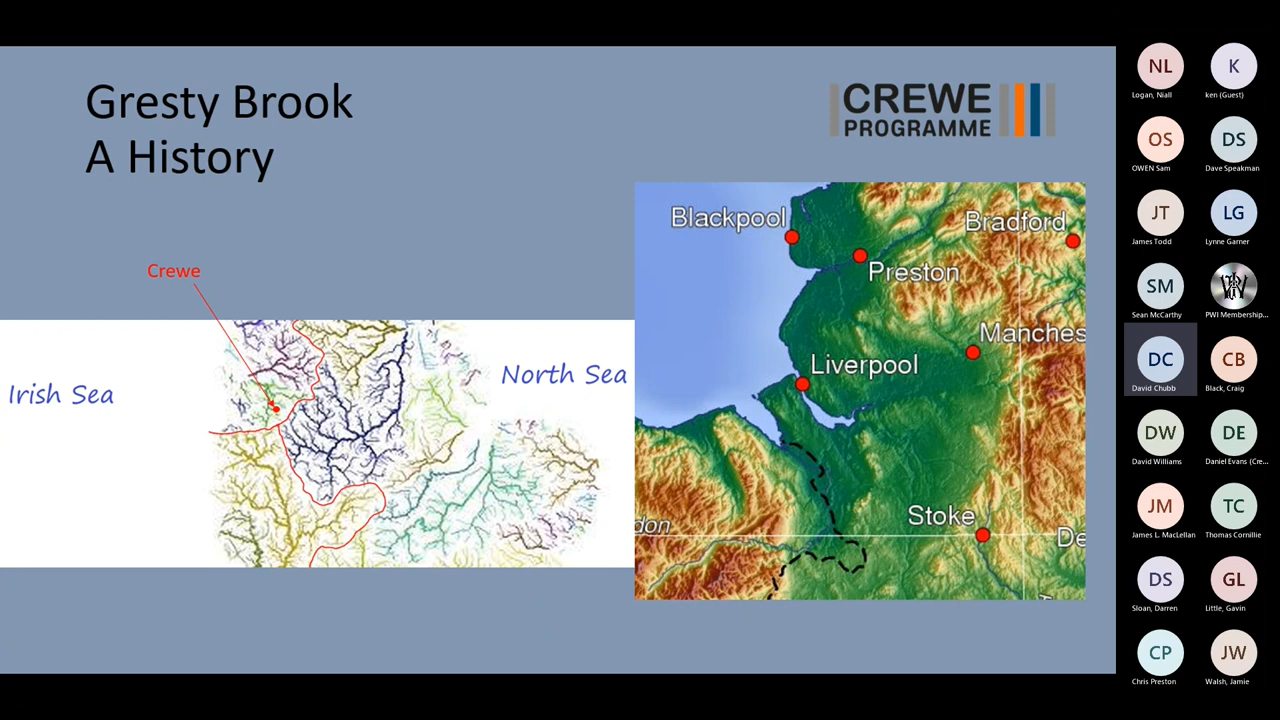 Gresty Brook
A History
CREWE
PROGRAMME
Crewe
Irish Sea
North Sea
Blackpool
Bradford
Preston
Manches
Liverpool
Stoke
don
De
NL
Logan, Niall
K
ken (Guest)
OS
OWEN Sam
DS
Dave Speakman
JT
James Todd
LG
Lynne Garner
SM
Sean McCarthy
PWI Membership...
DC
David Chubb
CB
Black, Craig
DW
David Williams
DE
Daniel Evans (Cre...
JM
James L. MacLellan
TC
Thomas Cornillie
DS
Sloan, Darren
GL
Little, Gavin
CP
Chris Preston
JW
Walsh, Jamie